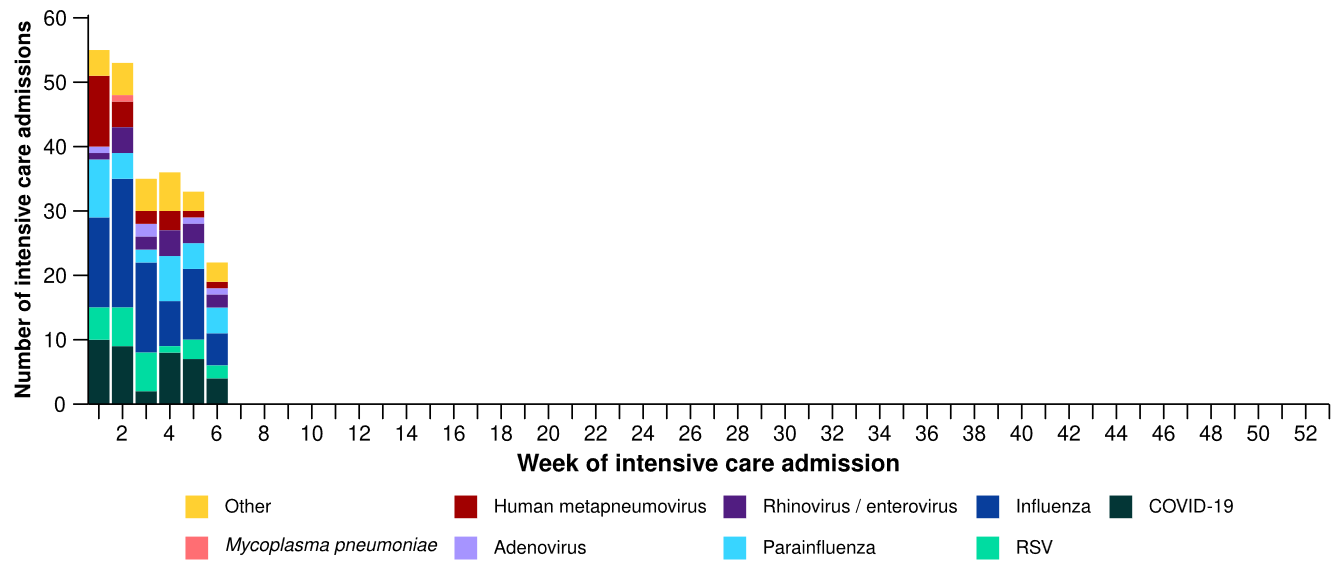 Number of intensive care admissions
60
50
40
30
20
10
0
2 4 6 8 10 12 14 16 18 20 22 24 26 28 30 32 34 36 38 40 42 44 46 48 50 52
Week of intensive care admission
Other Human metapneumovirus Rhinovirus / enterovirus Influenza COVID-19
Mycoplasma pneumoniae Adenovirus Parainfluenza RSV